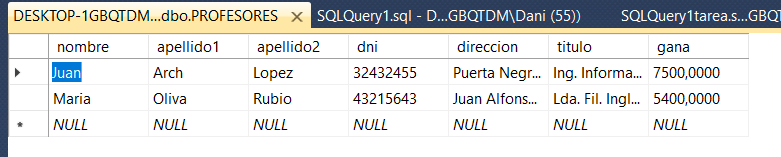 DESKTOP-1GBQTDM...dbo.PROFESORES SQLQuery1.sql - D...GBQTDM\Dani (55)) SQLQuery1tarea.s...GBQ
nombre apellido1 apellido2 dni direccion titulo gana
Juan Arch Lopez 32432455 Puerta Negr... Ing. Informa... 7500,0000
Maria Oliva Rubio 43215643 Juan Alfons... Lda. Fil. Ingl... 5400,0000
NULL NULL NULL NULL NULL NULL NULL